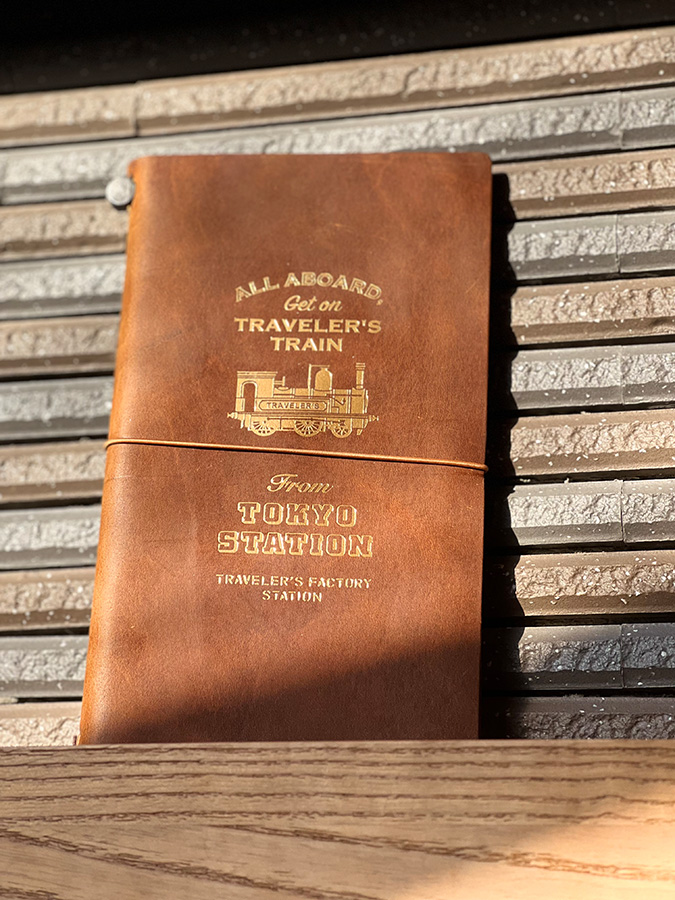 ALL ABOARD,
Get on
TRAVELER'S
TRAIN
TRAVELER'S
From
TOKYO
STATION
TRAVELER'S FACTORY
STATION